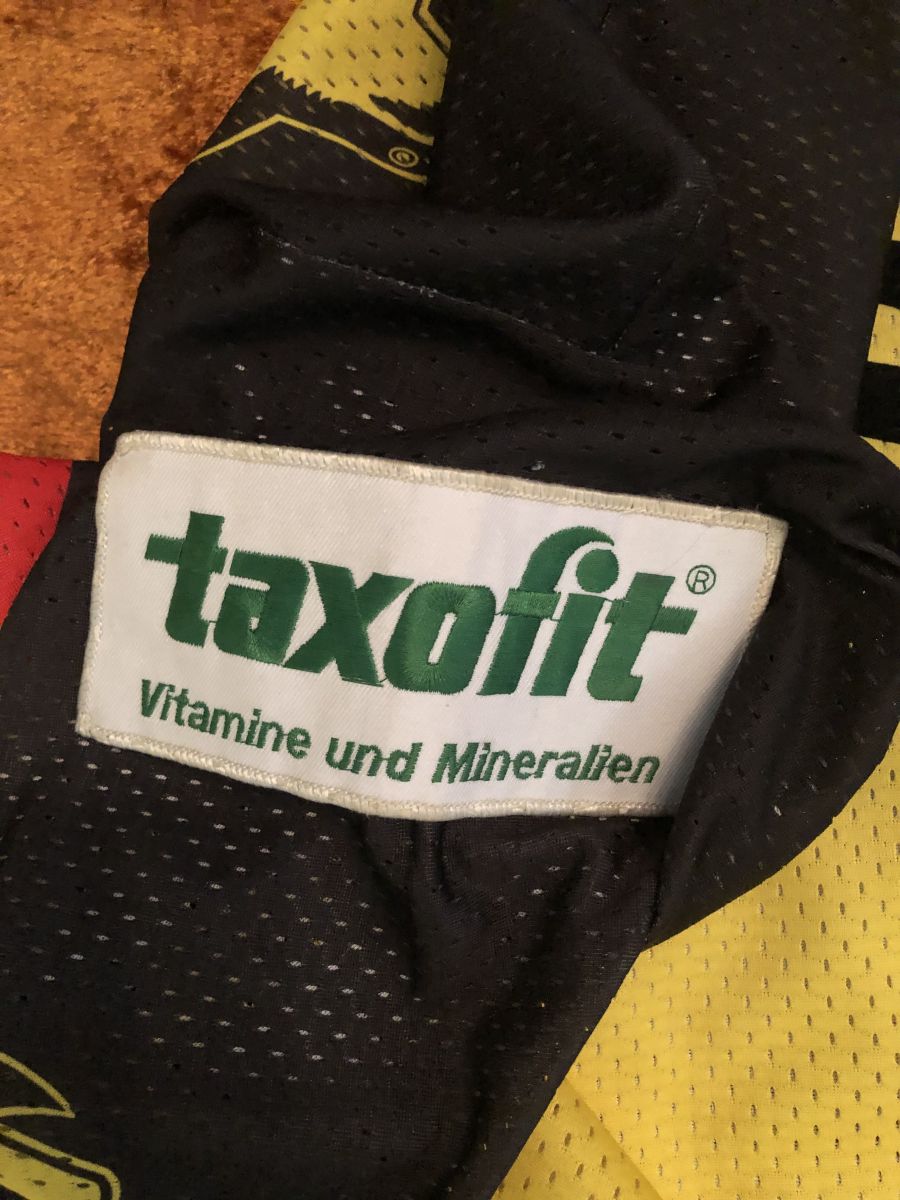 ®
taxofit®
Vitamine und Mineralien